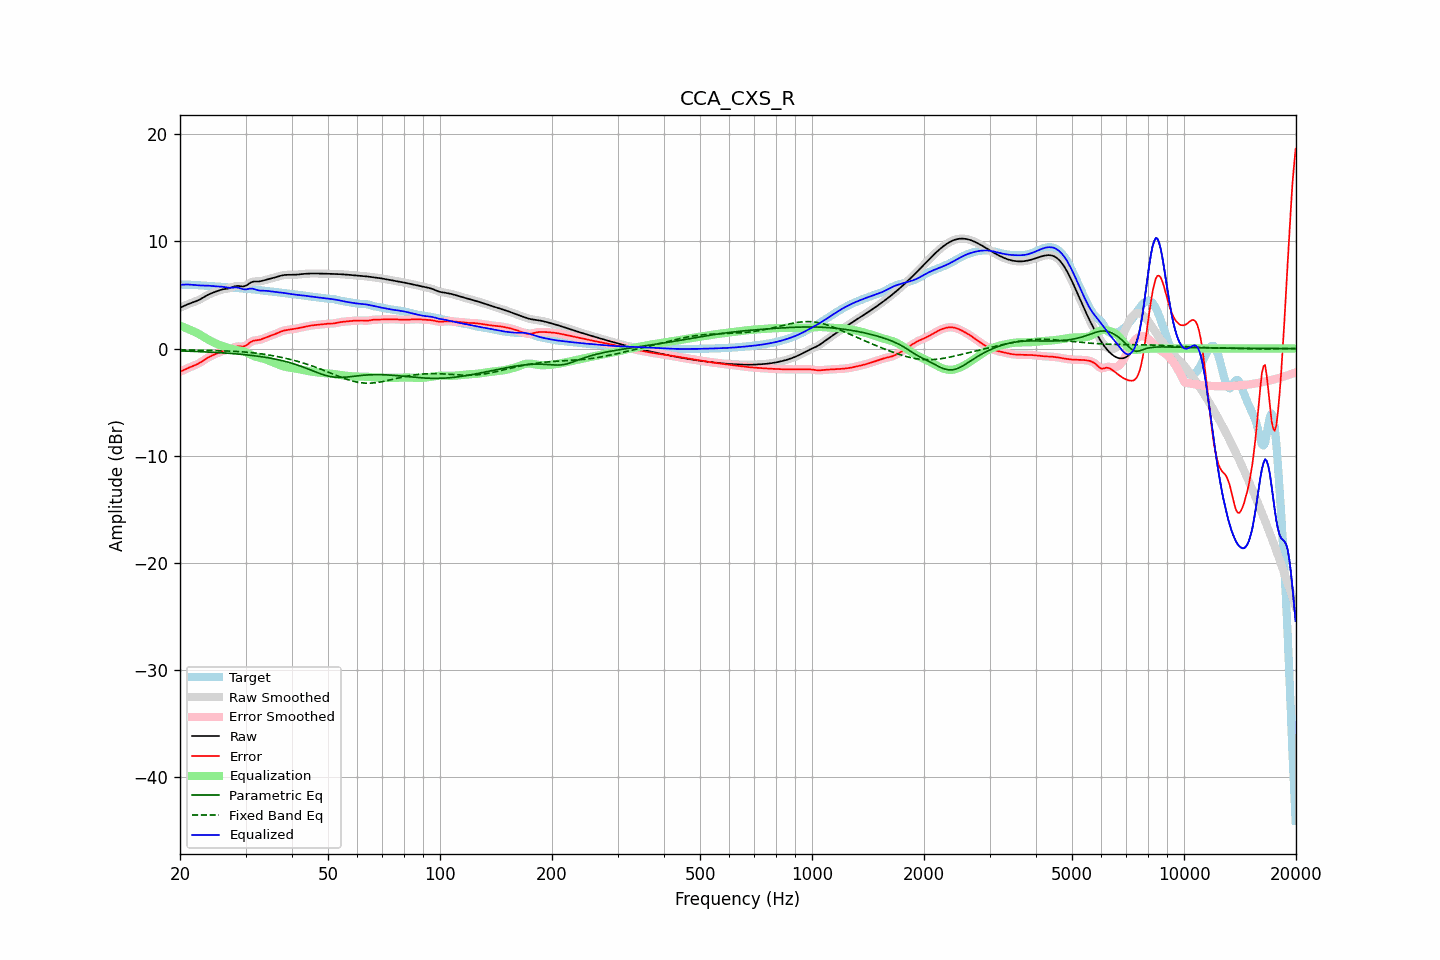 CCA_CXS_R
20
10
0
−10
−20
−30
−40
Amplitude (dBr)
Target
Raw Smoothed
Error Smoothed
Raw
Error
Equalization
Parametric Eq
Fixed Band Eq
Equalized
20 50 100 200 500 1000 2000 5000 10000 20000
Frequency (Hz)